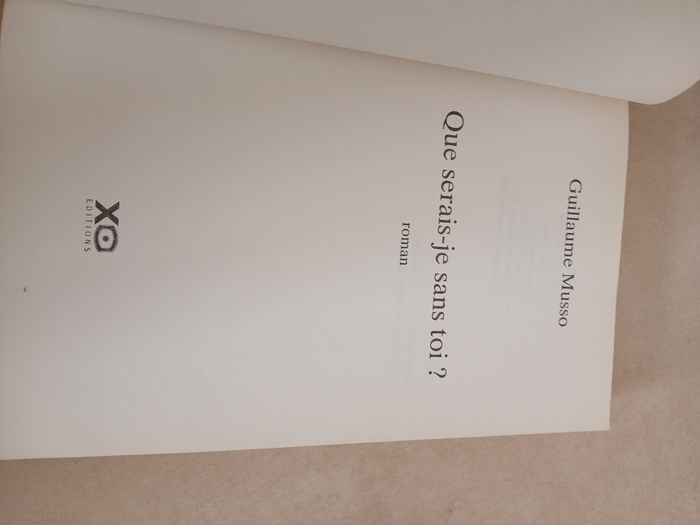 Guillaume Musso
Que serais-je sans toi ?
roman
XO
EDITIONS